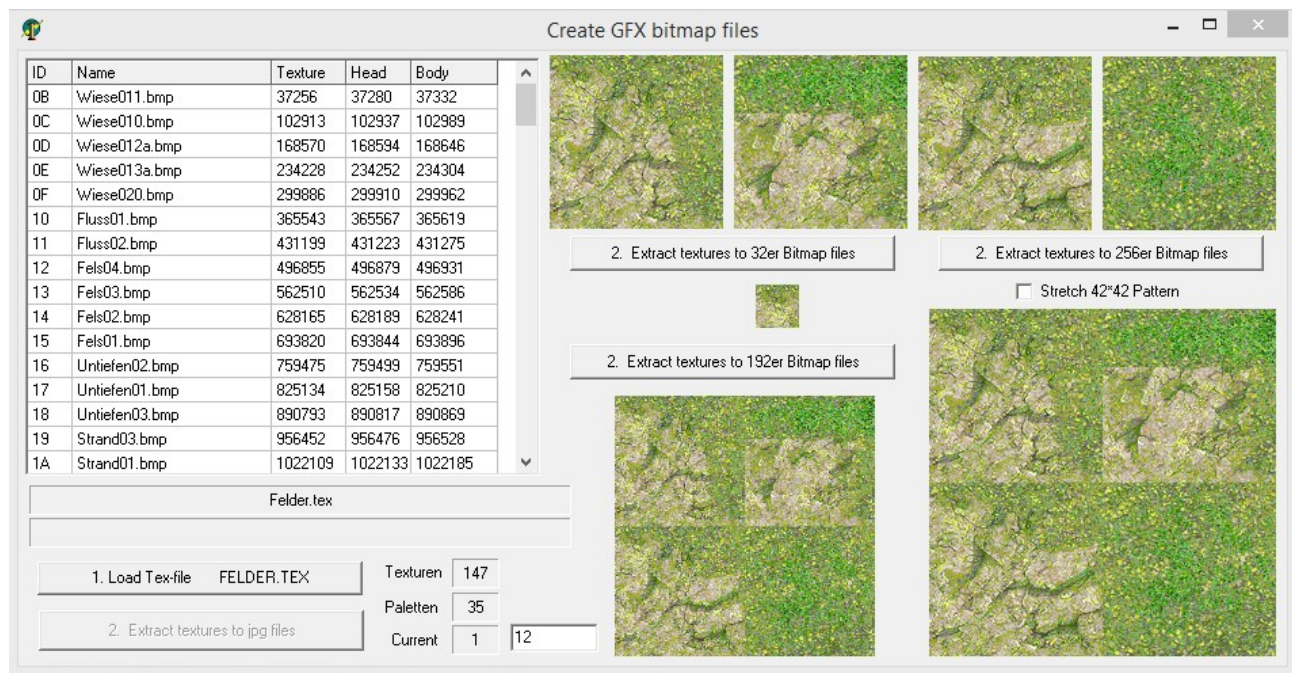 Create GFX bitmap files
ID Name Texture Head Body
0B Wiese011.bmp 37256 37280 37332
0C Wiese010.bmp 102913 102937 102989
0D Wiese012a.bmp 168570 168594 168646
0E Wiese013a.bmp 234228 234252 234304
0F Wiese020.bmp 299886 299910 299962
10 Fluss01.bmp 365543 365567 365619
11 Fluss02.bmp 431199 431223 431275
12 Fels04.bmp 496855 496879 496931
13 Fels03.bmp 562510 562534 562586
14 Fels02.bmp 628165 628189 628241
15 Fels01.bmp 693820 693844 693896
16 Untiefen02.bmp 759475 759499 759551
17 Untiefen01.bmp 825134 825158 825210
18 Untiefen03.bmp 890793 890817 890869
19 Strand03.bmp 956452 956476 956528
1A Strand01.bmp 1022109 1022133 1022185
Felder.tex
1. Load Tex-file FELDER.TEX
2. Extract textures to jpg files
Texturen 147
Paletten 35
Current 1 12
2. Extract textures to 32er Bitmap files
2. Extract textures to 192er Bitmap files
2. Extract textures to 256er Bitmap files
Stretch 42*42 Pattern